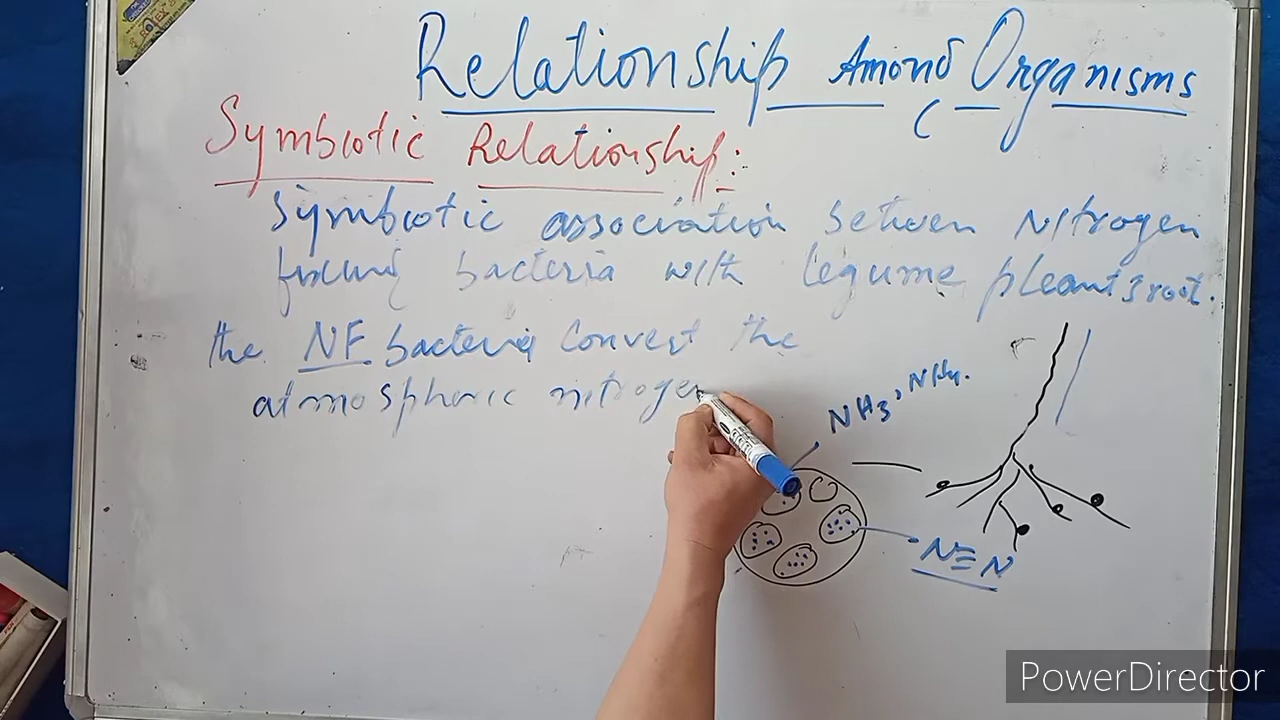 Relationship Among Organisms
Symbiotic Relationship:
Symbiotic association between Nitrogen
fixing bacteria with legume pleants root.
the NF bacteria Convert the
atmospheric nitrogen
NH3, NH4.
N≡N
PowerDirector